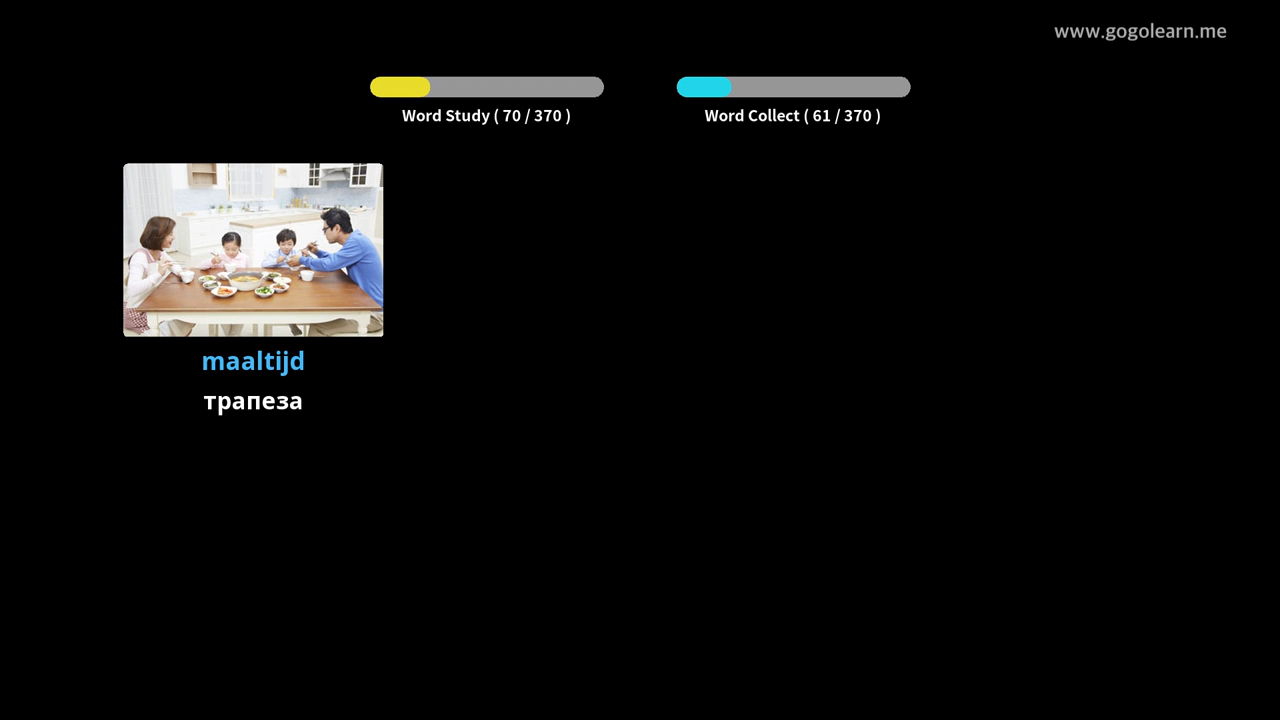 www.gogolearn.me
Word Study ( 70 / 370 )
Word Collect ( 61 / 370 )
maaltijd
трапеза